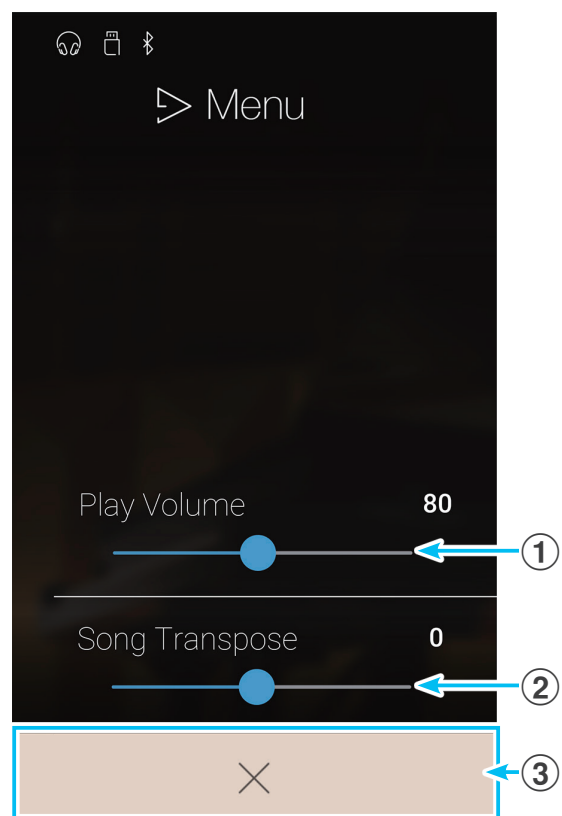 Menu
Play Volume 80
①
Song Transpose 0
②
③